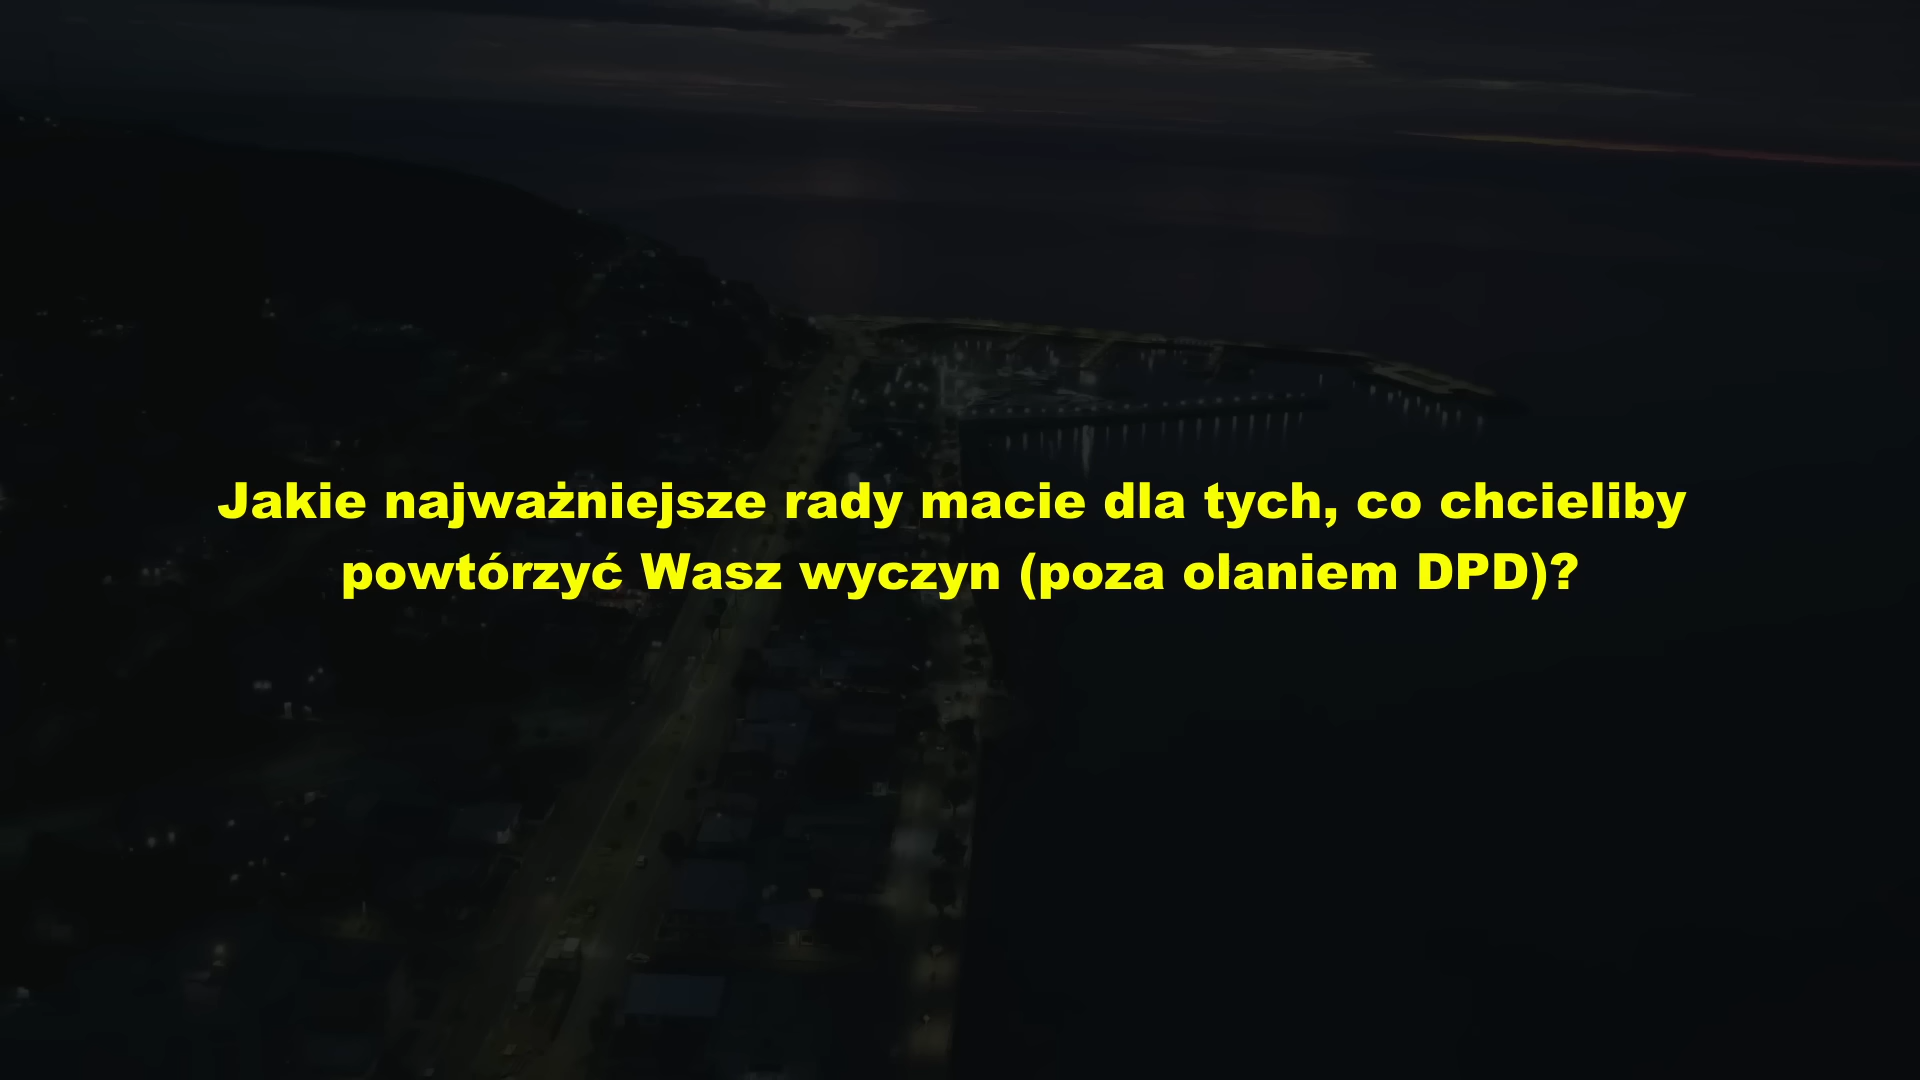 Jakie najważniejsze rady macie dla tych, co chcieliby
powtórzyć Wasz wyczyn (poza olaniem DPD)?